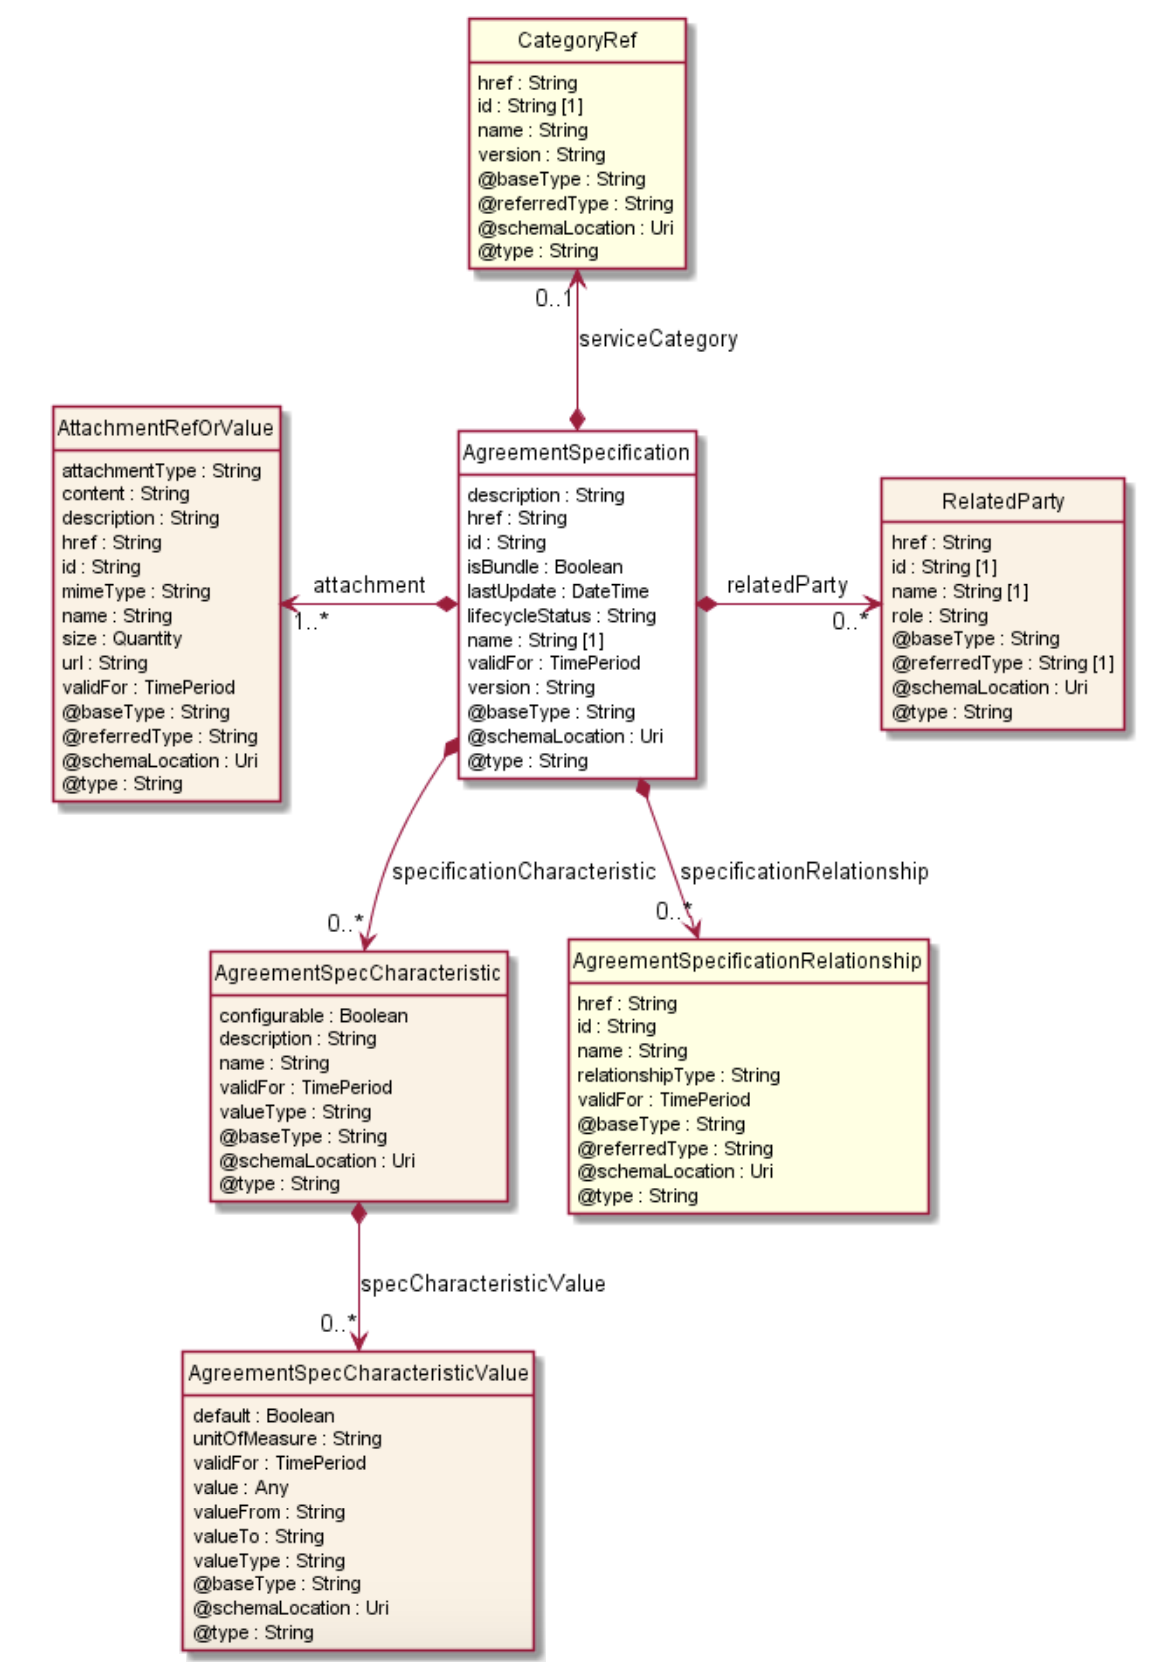 CategoryRef
href : String
id : String [1]
name : String
version : String
@baseType : String
@referredType : String
@schemaLocation : Uri
@type : String
0..1
serviceCategory
AttachmentRefOrValue
attachmentType : String
content : String
description : String
href : String
id : String
mimeType : String
name : String
size : Quantity
url : String
validFor : TimePeriod
@baseType : String
@referredType : String
@schemaLocation : Uri
@type : String
attachment
1..*
AgreementSpecification
description : String
href : String
id : String
isBundle : Boolean
lastUpdate : DateTime
lifecycleStatus : String
name : String [1]
validFor : TimePeriod
version : String
@baseType : String
@schemaLocation : Uri
@type : String
relatedParty
0..*
RelatedParty
href : String
id : String [1]
name : String [1]
role : String
@baseType : String
@referredType : String [1]
@schemaLocation : Uri
@type : String
specificationCharacteristic
0..*
specificationRelationship
0..*
AgreementSpecCharacteristic
configurable : Boolean
description : String
name : String
validFor : TimePeriod
valueType : String
@baseType : String
@schemaLocation : Uri
@type : String
AgreementSpecificationRelationship
href : String
id : String
name : String
relationshipType : String
validFor : TimePeriod
@baseType : String
@referredType : String
@schemaLocation : Uri
@type : String
specCharacteristicValue
0..*
AgreementSpecCharacteristicValue
default : Boolean
unitOfMeasure : String
validFor : TimePeriod
value : Any
valueFrom : String
valueTo : String
valueType : String
@baseType : String
@schemaLocation : Uri
@type : String